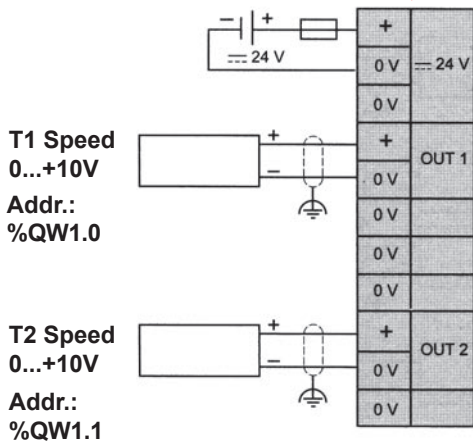 − +
+
24 V
0 V
24 V
0 V
T1 Speed
0...+10V
Addr.:
%QW1.0
+
−
+
OUT 1
0 V
0 V
0 V
0 V
T2 Speed
0...+10V
Addr.:
%QW1.1
+
−
+
OUT 2
0 V
0 V